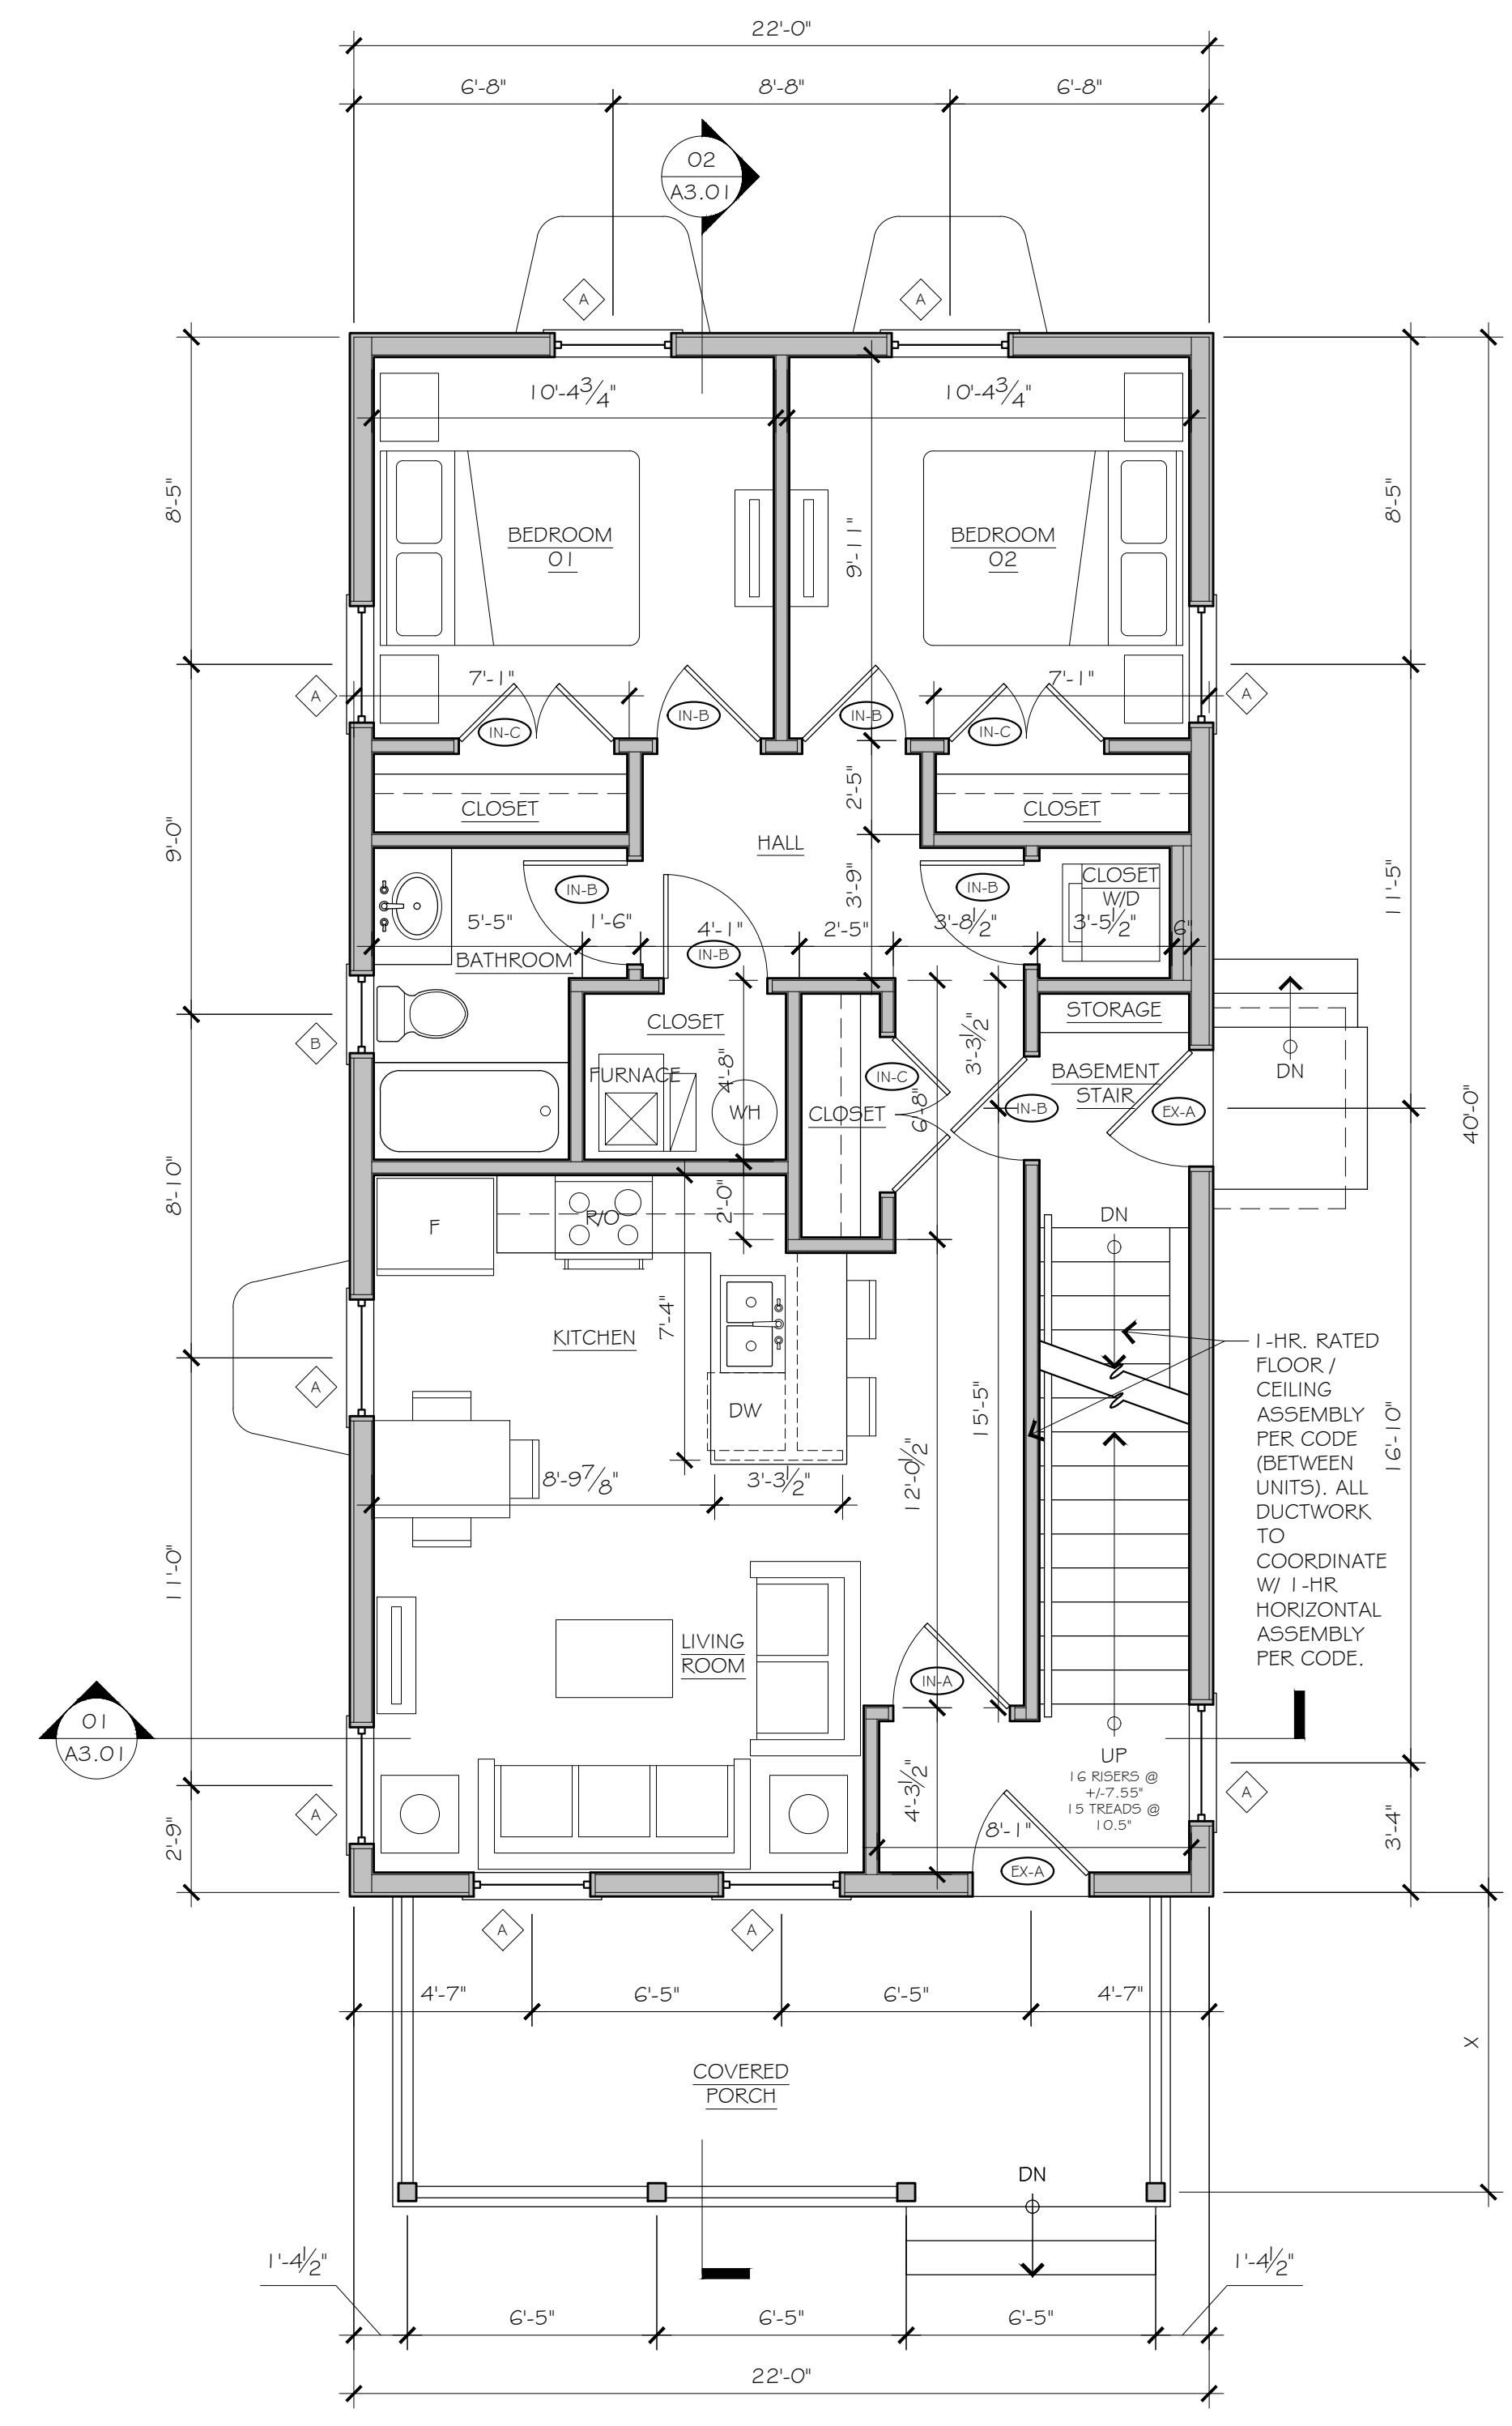 22'-0"
6'-8"
8'-8"
6'-8"
02
A3.01
A
A
10'-4 3/4"
10'-4 3/4"
8'-5"
BEDROOM
01
9'-11"
BEDROOM
02
8'-5"
A
7'-1"
IN-C
IN-B
IN-B
IN-C
7'-1"
A
CLOSET
2'-5"
CLOSET
9'-0"
HALL
3'-9"
IN-B
IN-B
CLOSET
W/D
11'-5"
5'-5"
1'-6"
4'-1"
2'-5"
3'-8 1/2"
3'-5 1/2"
6"
IN-B
BATHROOM
CLOSET
STORAGE
B
FURNACE
4'-8"
WH
IN-C
CLOSET
6'-8"
3'-3 1/2"
IN-B
BASEMENT
STAIR
EX-A
DN
40'-0"
8'-10"
F
R/O
2'-0"
DN
KITCHEN
7'-4"
A
DW
15'-5"
12'-0 1/2"
1-HR. RATED
FLOOR /
CEILING
ASSEMBLY
PER CODE
(BETWEEN
UNITS). ALL
DUCTWORK
TO
COORDINATE
W/ 1-HR
HORIZONTAL
ASSEMBLY
PER CODE.
16'-10"
8'-9 7/8"
3'-3 1/2"
11'-0"
LIVING
ROOM
IN-A
01
A3.01
UP
16 RISERS @
+/-7.55"
15 TREADS @
10.5"
A
A
2'-9"
4'-3 1/2"
8'-1"
EX-A
3'-4"
A
A
4'-7"
6'-5"
6'-5"
4'-7"
COVERED
PORCH
X
DN
1'-4 1/2"
1'-4 1/2"
6'-5"
6'-5"
6'-5"
22'-0"